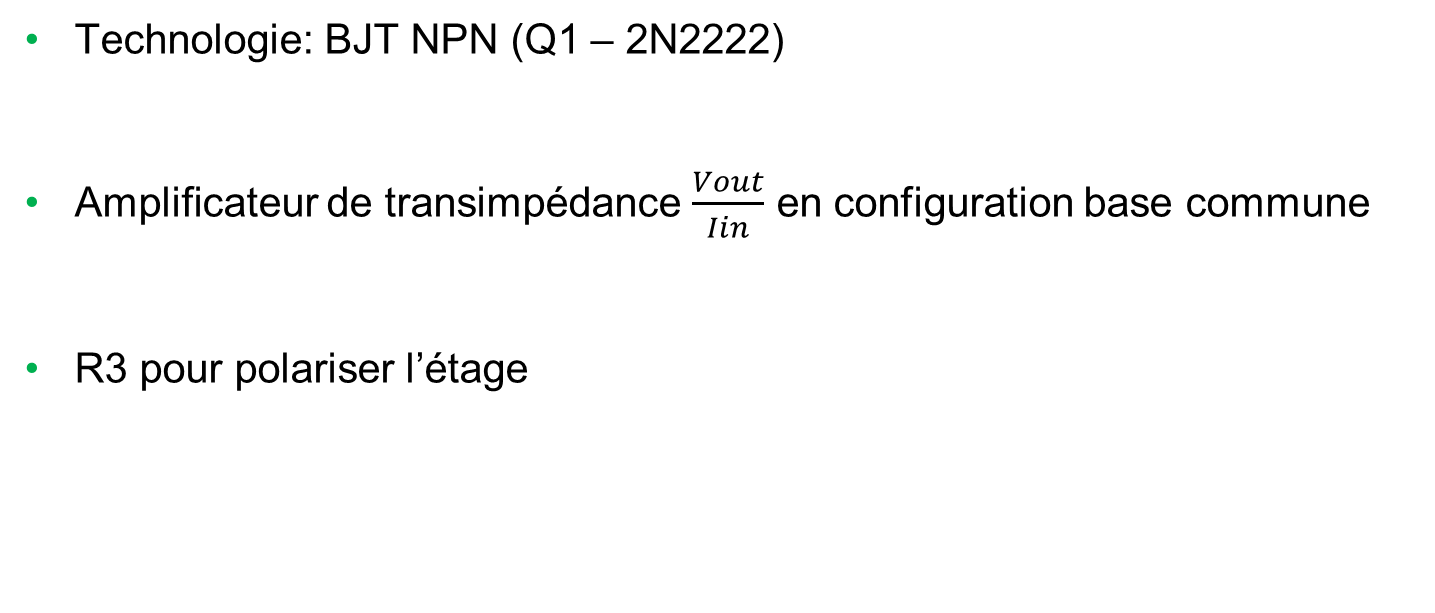 • Technologie: BJT NPN (Q1 – 2N2222)
• Amplificateur de transimpédance Vout/Iin en configuration base commune
• R3 pour polariser l’étage